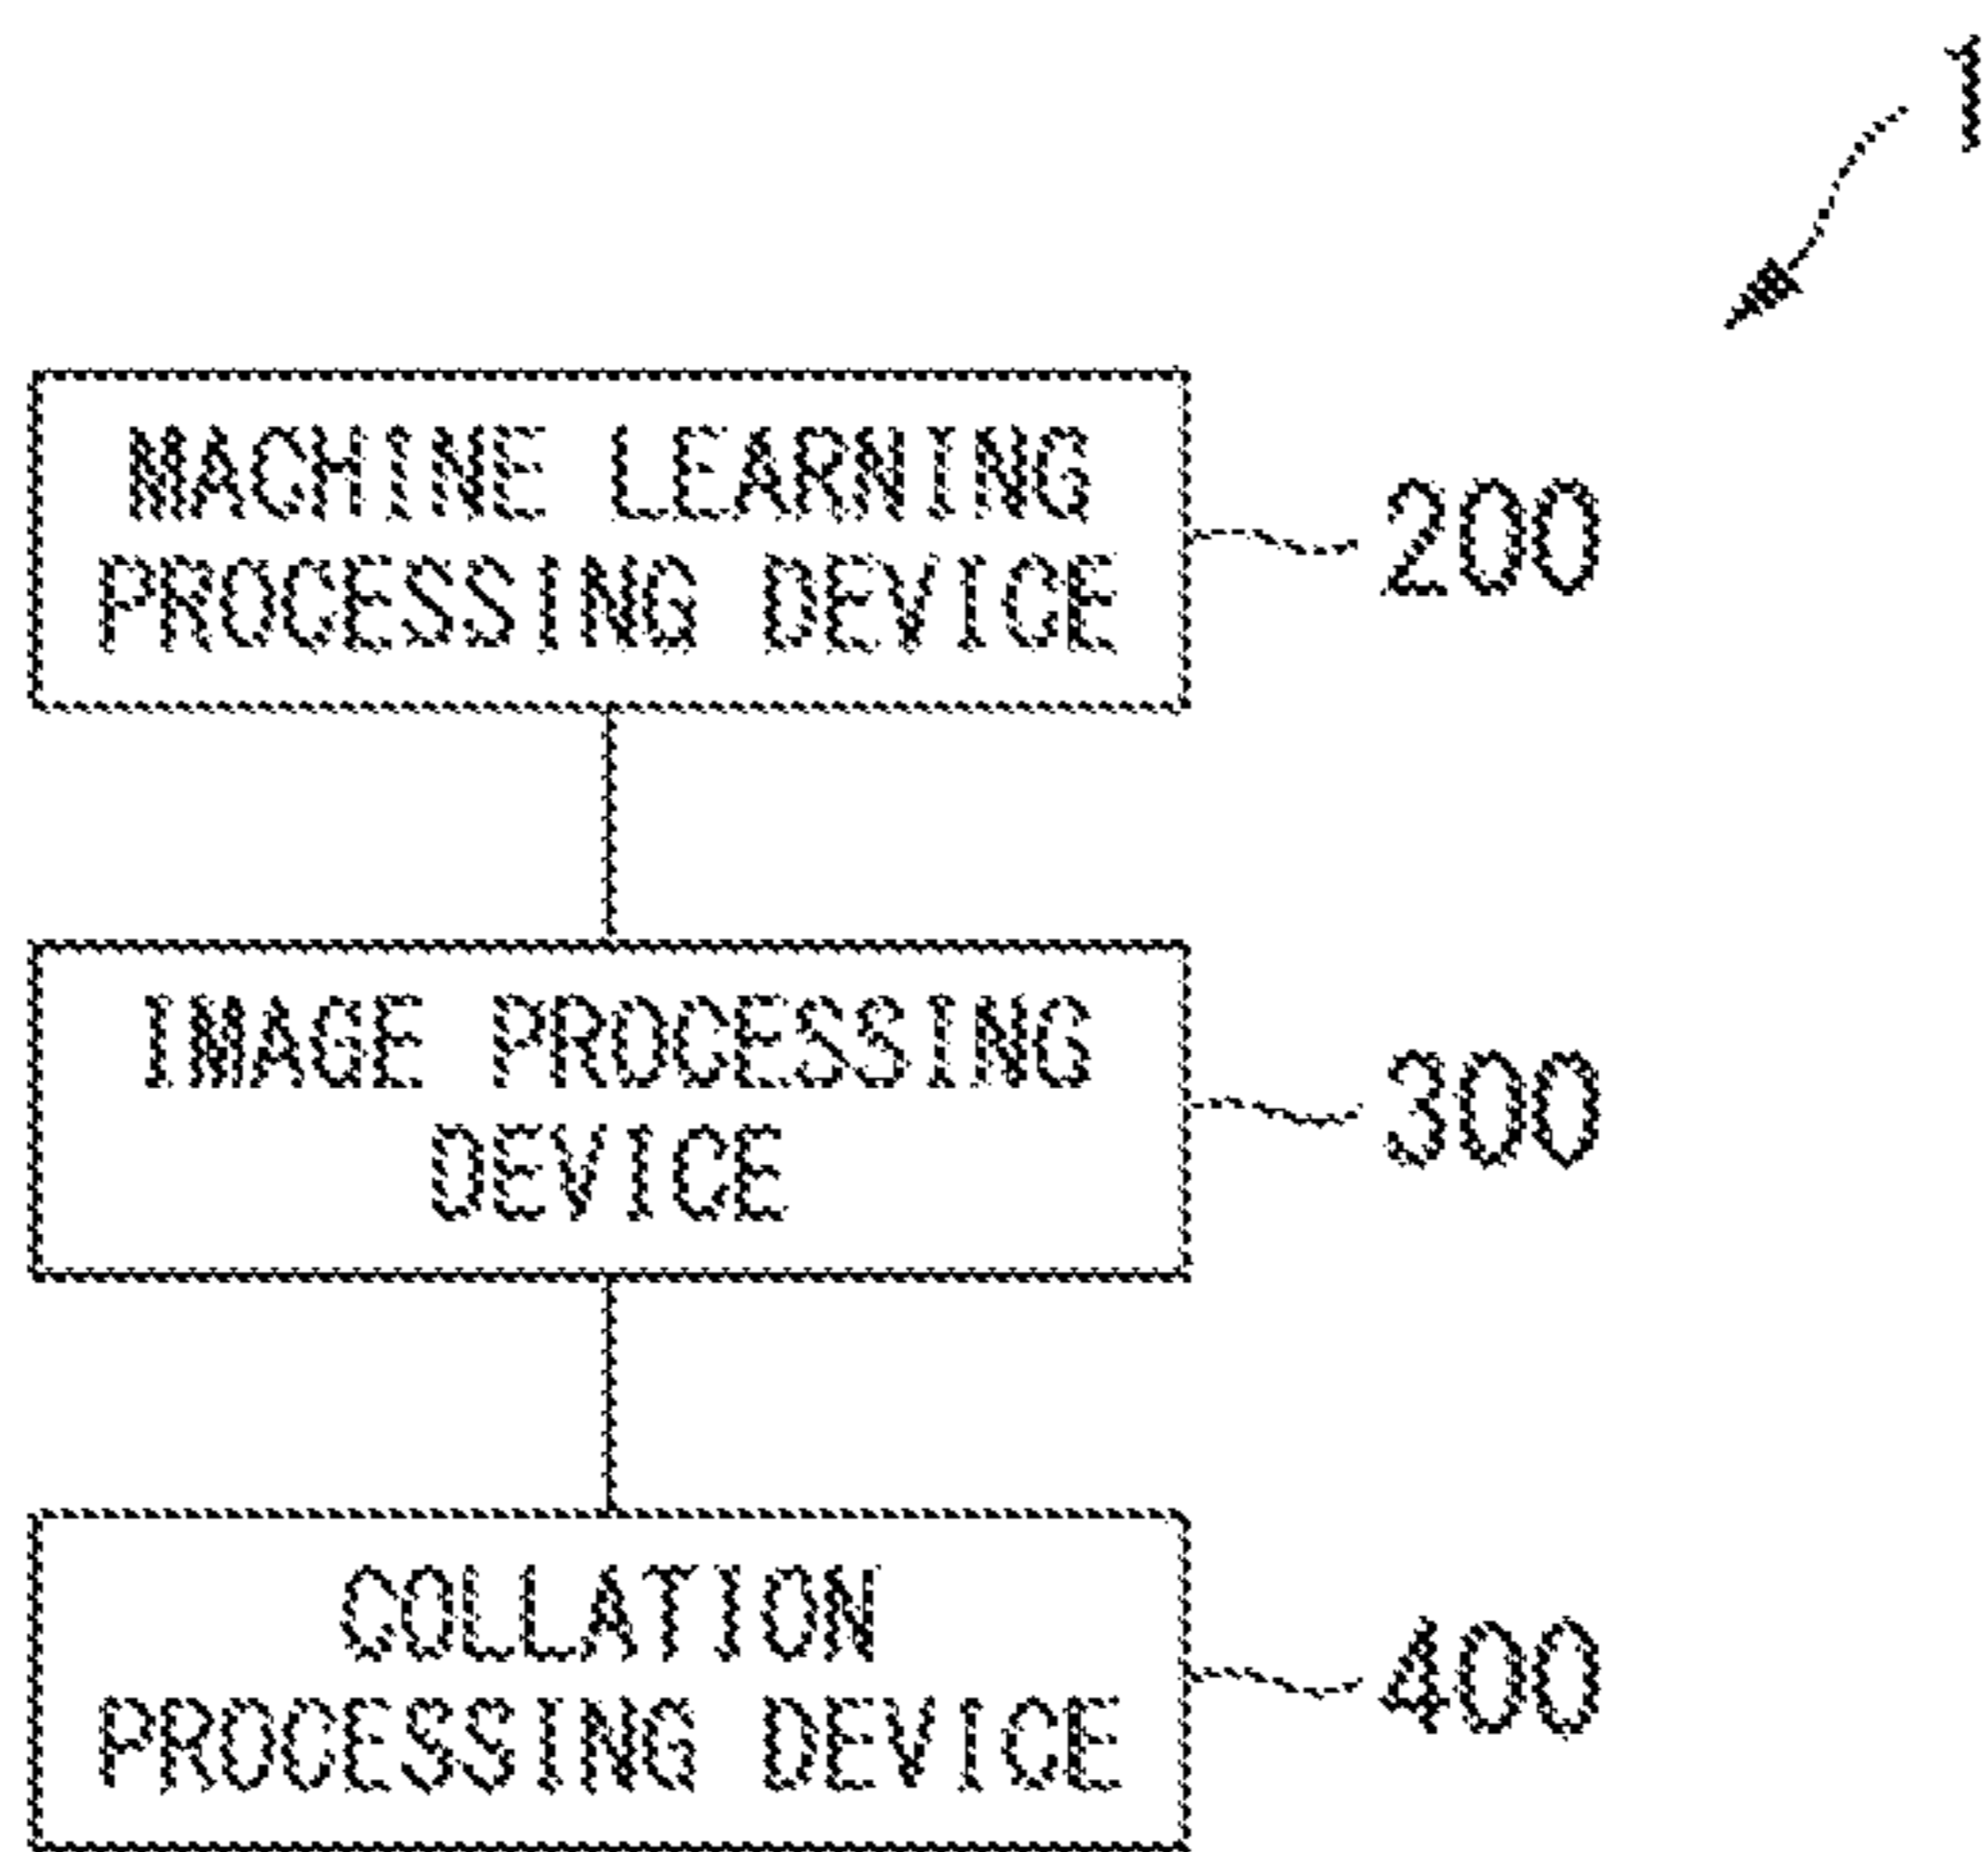 1
MACHINE LEARNING
PROCESSING DEVICE
200
IMAGE PROCESSING
DEVICE
300
COLLATION
PROCESSING DEVICE
400